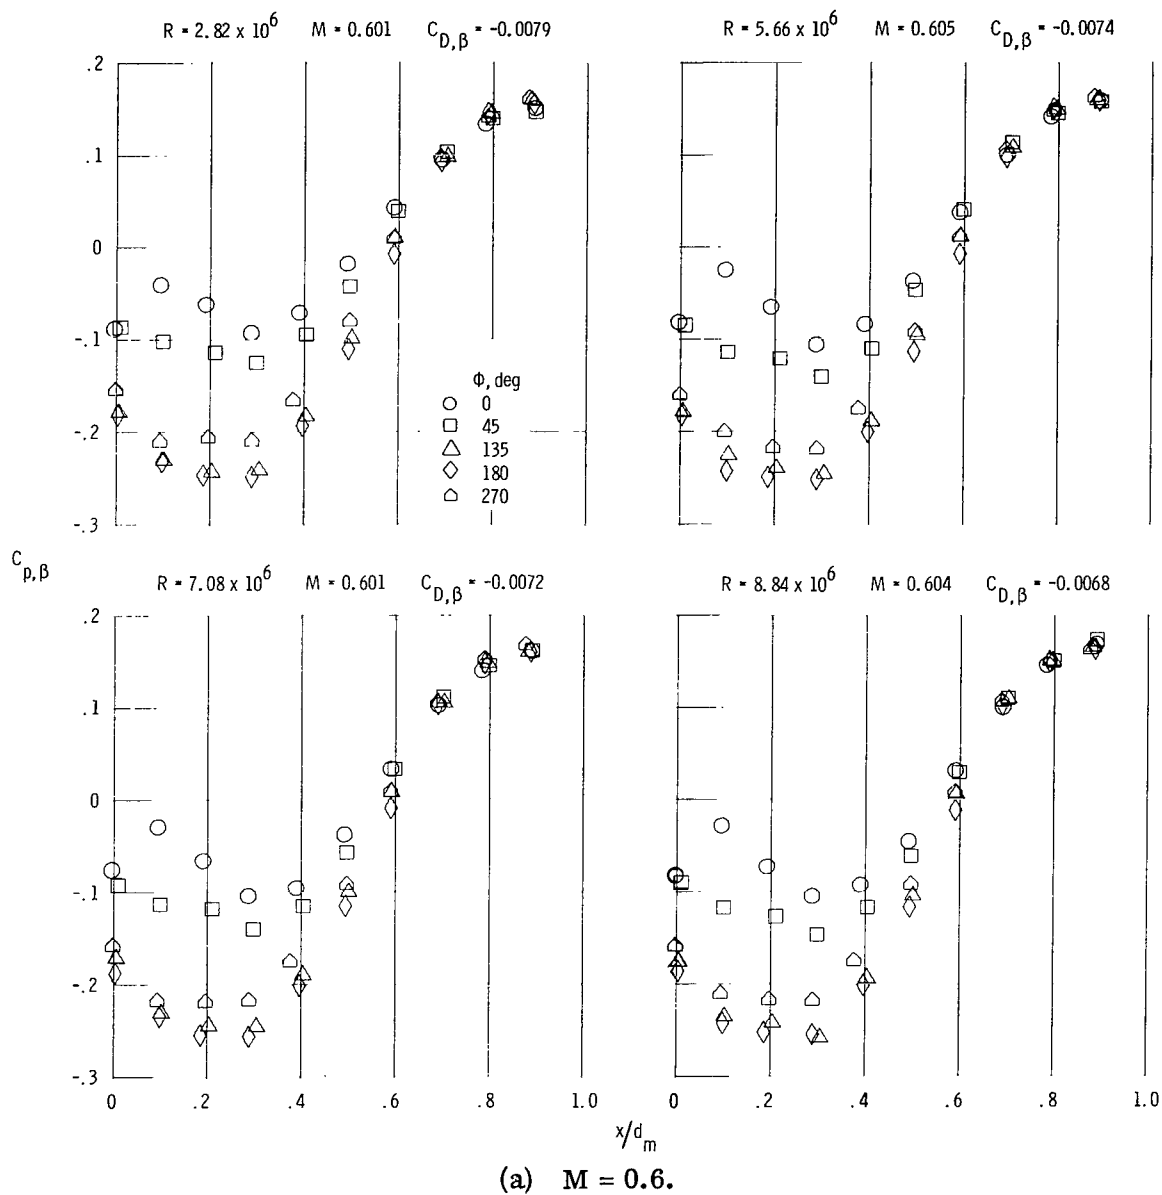 R = 2.82 x 10^6 M = 0.601 C_D,β = -0.0079
R = 5.66 x 10^6 M = 0.605 C_D,β = -0.0074
.2
.1
0
-.1
-.2
-.3
Φ, deg
0
45
135
180
270
C_p,β
R = 7.08 x 10^6 M = 0.601 C_D,β = -0.0072
R = 8.84 x 10^6 M = 0.604 C_D,β = -0.0068
.2
.1
0
-.1
-.2
-.3
0 .2 .4 .6 .8 1.0
0 .2 .4 .6 .8 1.0
x/d_m
(a) M = 0.6.